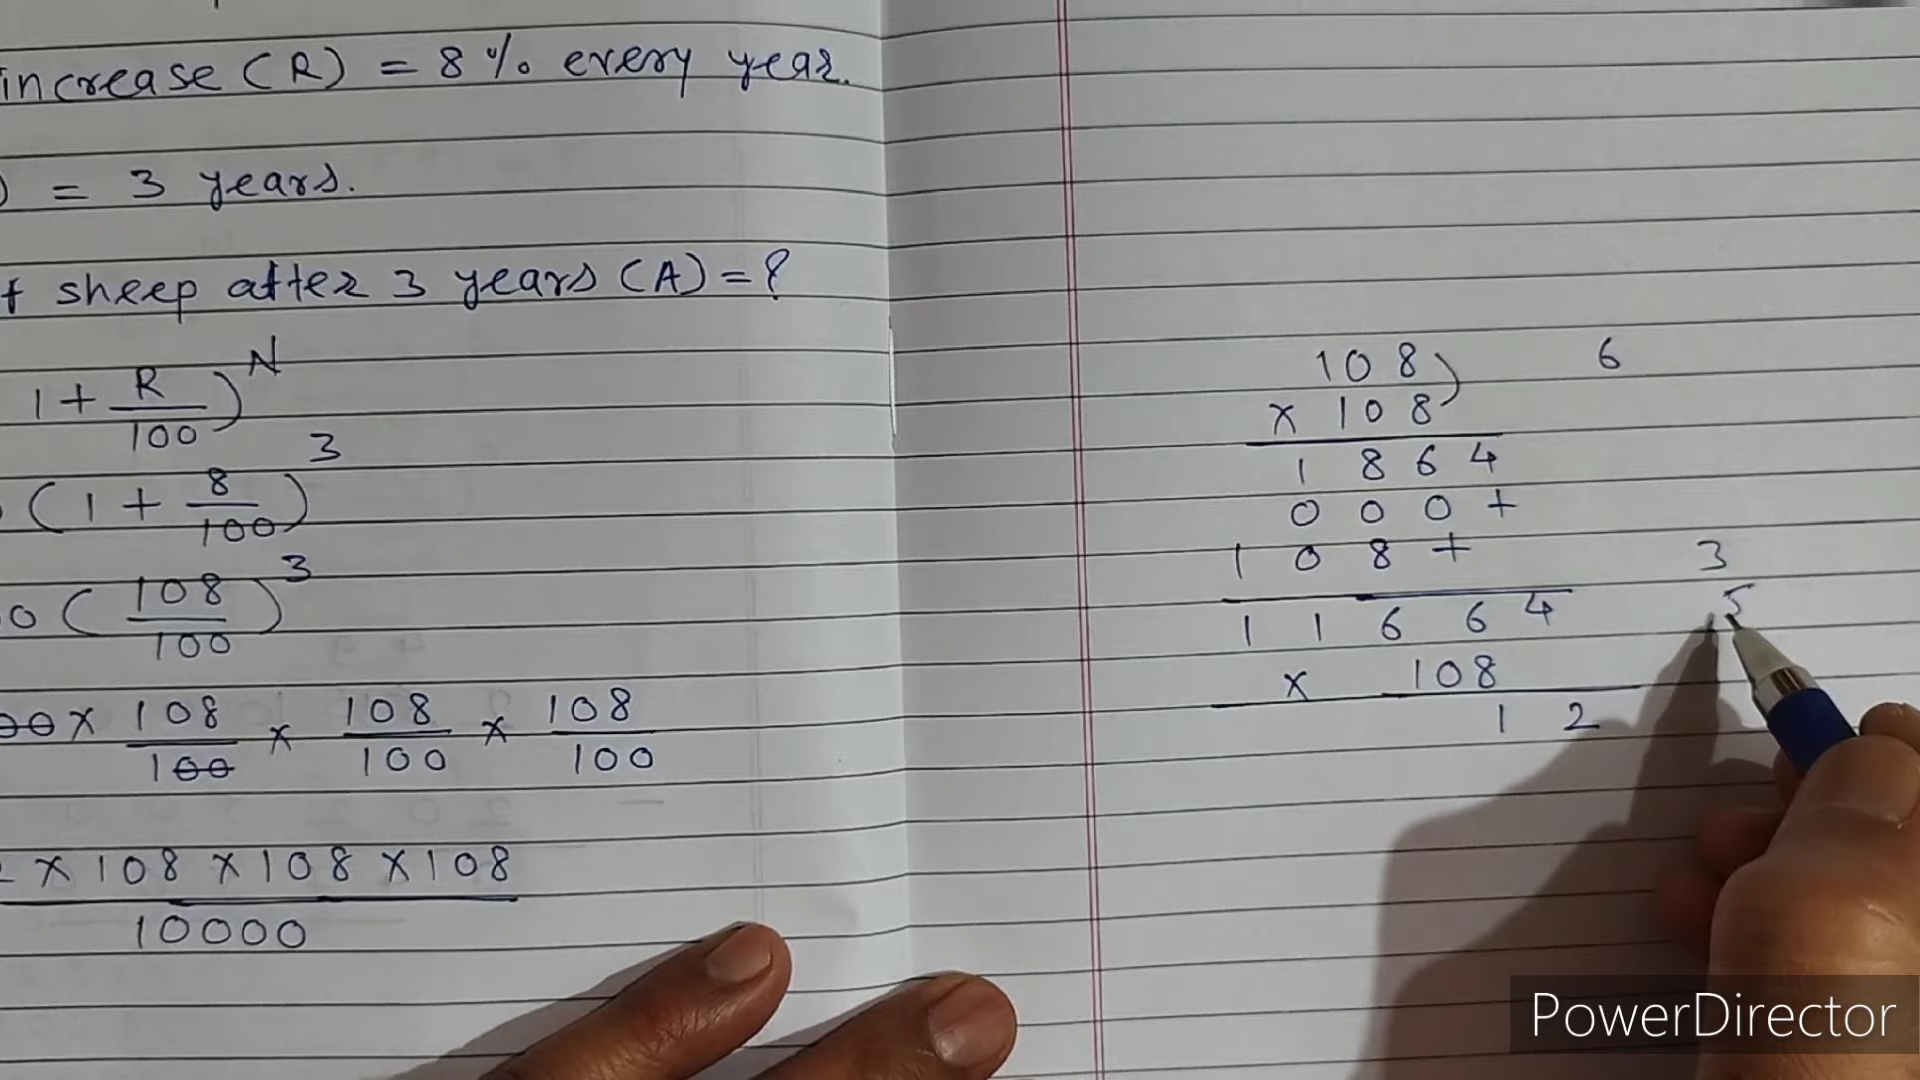 increase (R) = 8 % every year.
) = 3 years.
f sheep after 3 years (A) = ?
1 + R/100 ) N
( 1 + 8/100 ) 3
0 ( 108/100 ) 3
00 × 108/100 × 108/100 × 108/100
× 108 × 108 × 108
10000
108 ) 6
× 108
1 8 6 4
0 0 0 +
1 0 8 + 3
1 1 6 6 4 5
× 108
1 2
PowerDirector